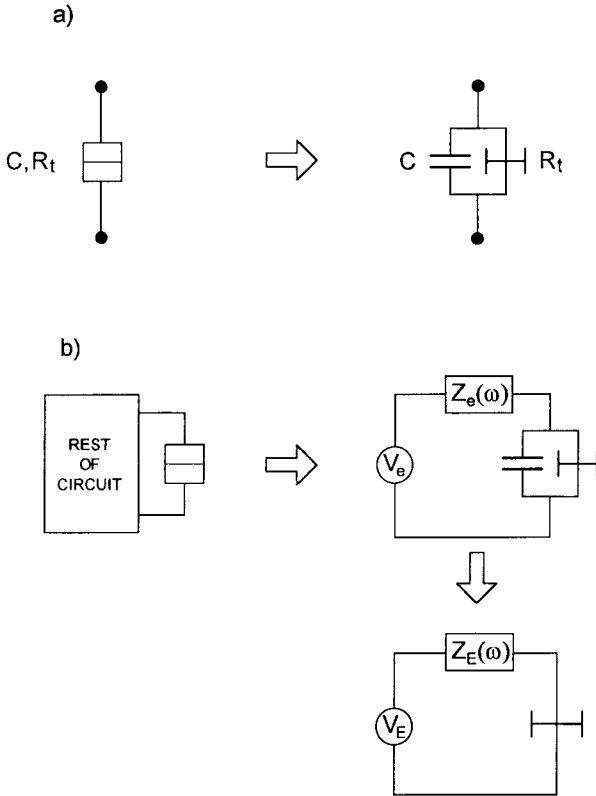 a)
C,Rt
C
Rt
b)
REST
OF
CIRCUIT
Ze(ω)
Ve
ZE(ω)
VE